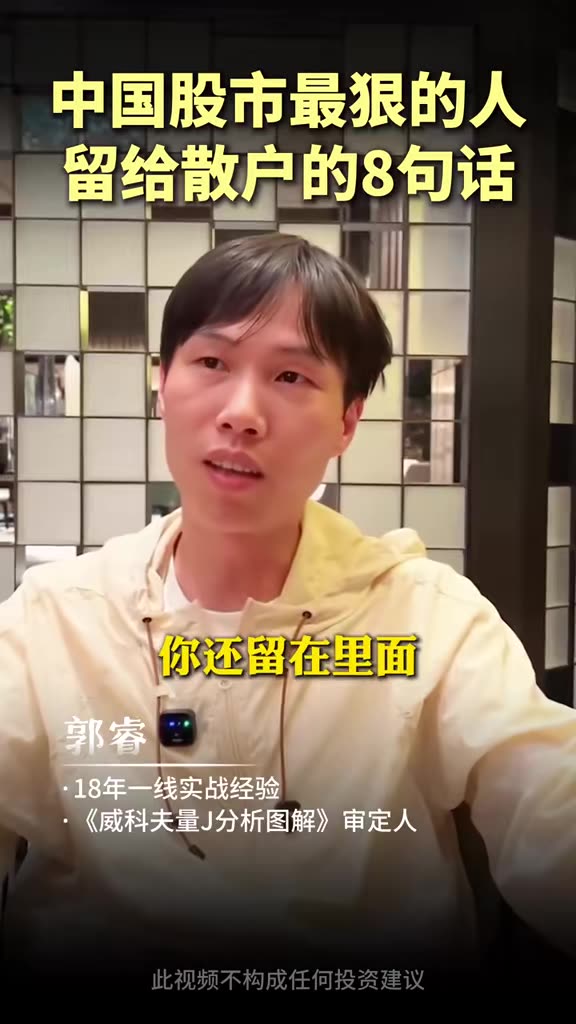 中国股市最狠的人
留给散户的8句话
你还留在里面
郭睿
·18年一线实战经验
·《威科夫量J分析图解》审定人
此视频不构成任何投资建议